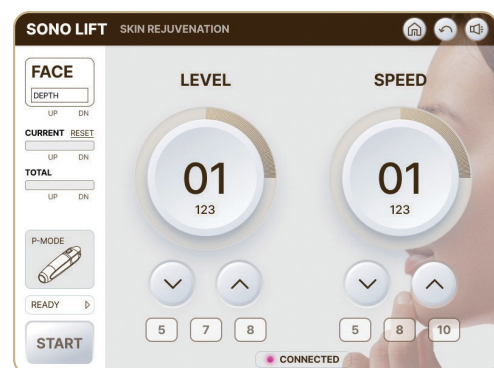 SONO LIFT SKIN REJUVENATION
FACE
DEPTH
UP DN
CURRENT RESET
UP DN
TOTAL
UP DN
P-MODE
READY
START
LEVEL
01
123
5 7 8
SPEED
01
123
5 8 10
CONNECTED